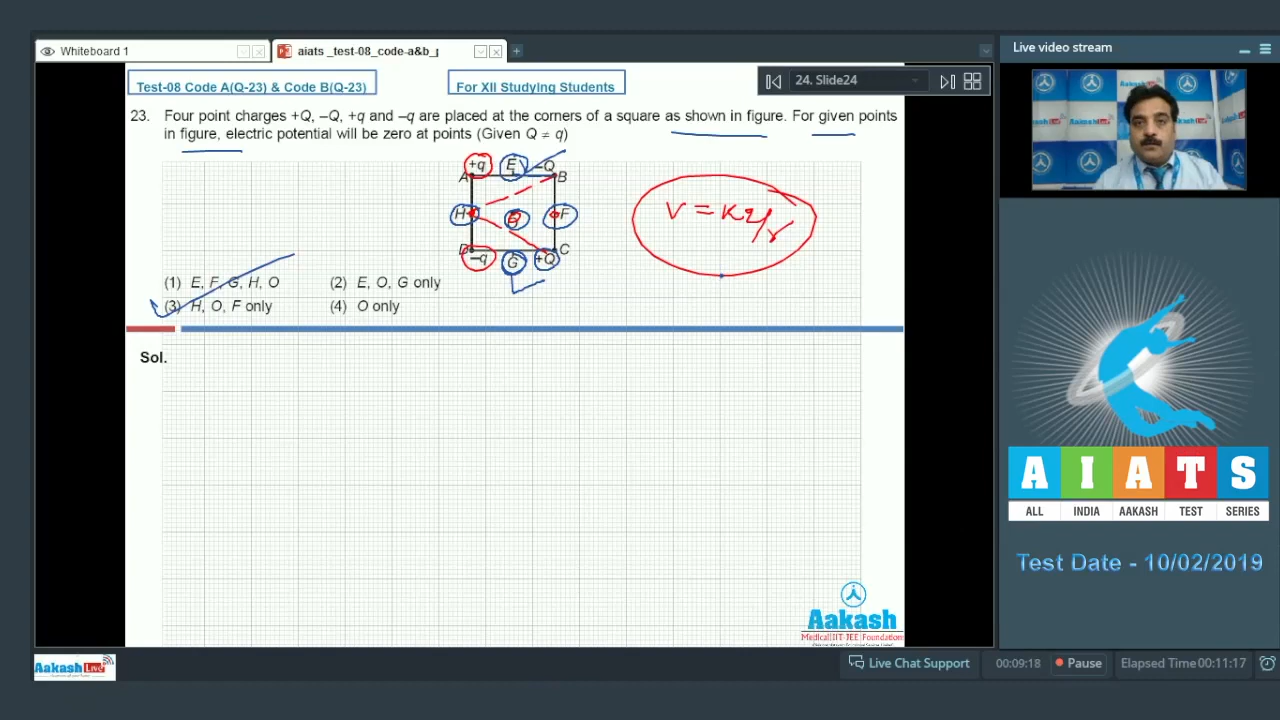 Whiteboard 1
aiats _test-08_code-a&b_
Live video stream
Test-08 Code A(Q-23) & Code B(Q-23)
For XII Studying Students
24. Slide24
23. Four point charges +Q, –Q, +q and –q are placed at the corners of a square as shown in figure. For given points
in figure, electric potential will be zero at points (Given Q ≠ q)
+q E –Q
A B
H F
D C
–q G +Q
V = Kq/r
(1) E, F, G, H, O
(2) E, O, G only
(3) H, O, F only
(4) O only
Sol.
AIATS
ALL INDIA AAKASH TEST SERIES
Test Date - 10/02/2019
Aakash
Medical|IIT-JEE|Foundations
Aakash Live
Live Chat Support
00:09:18
Pause
Elapsed Time 00:11:17